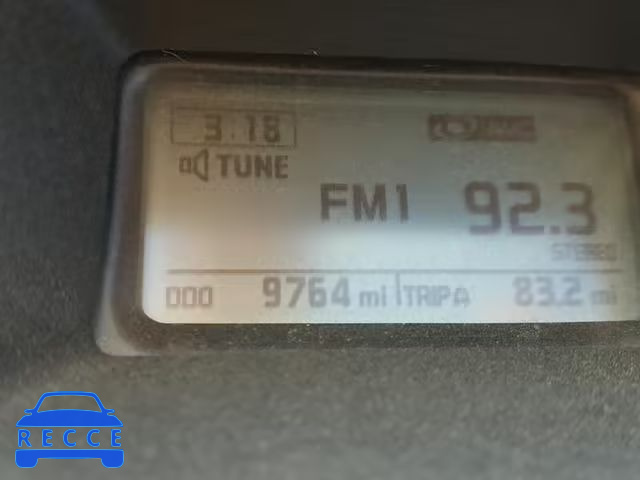 3:18
TUNE
FM1 92.3
STEREO
ODO 9764 mi TRIP A 83.2 mi
RECCE